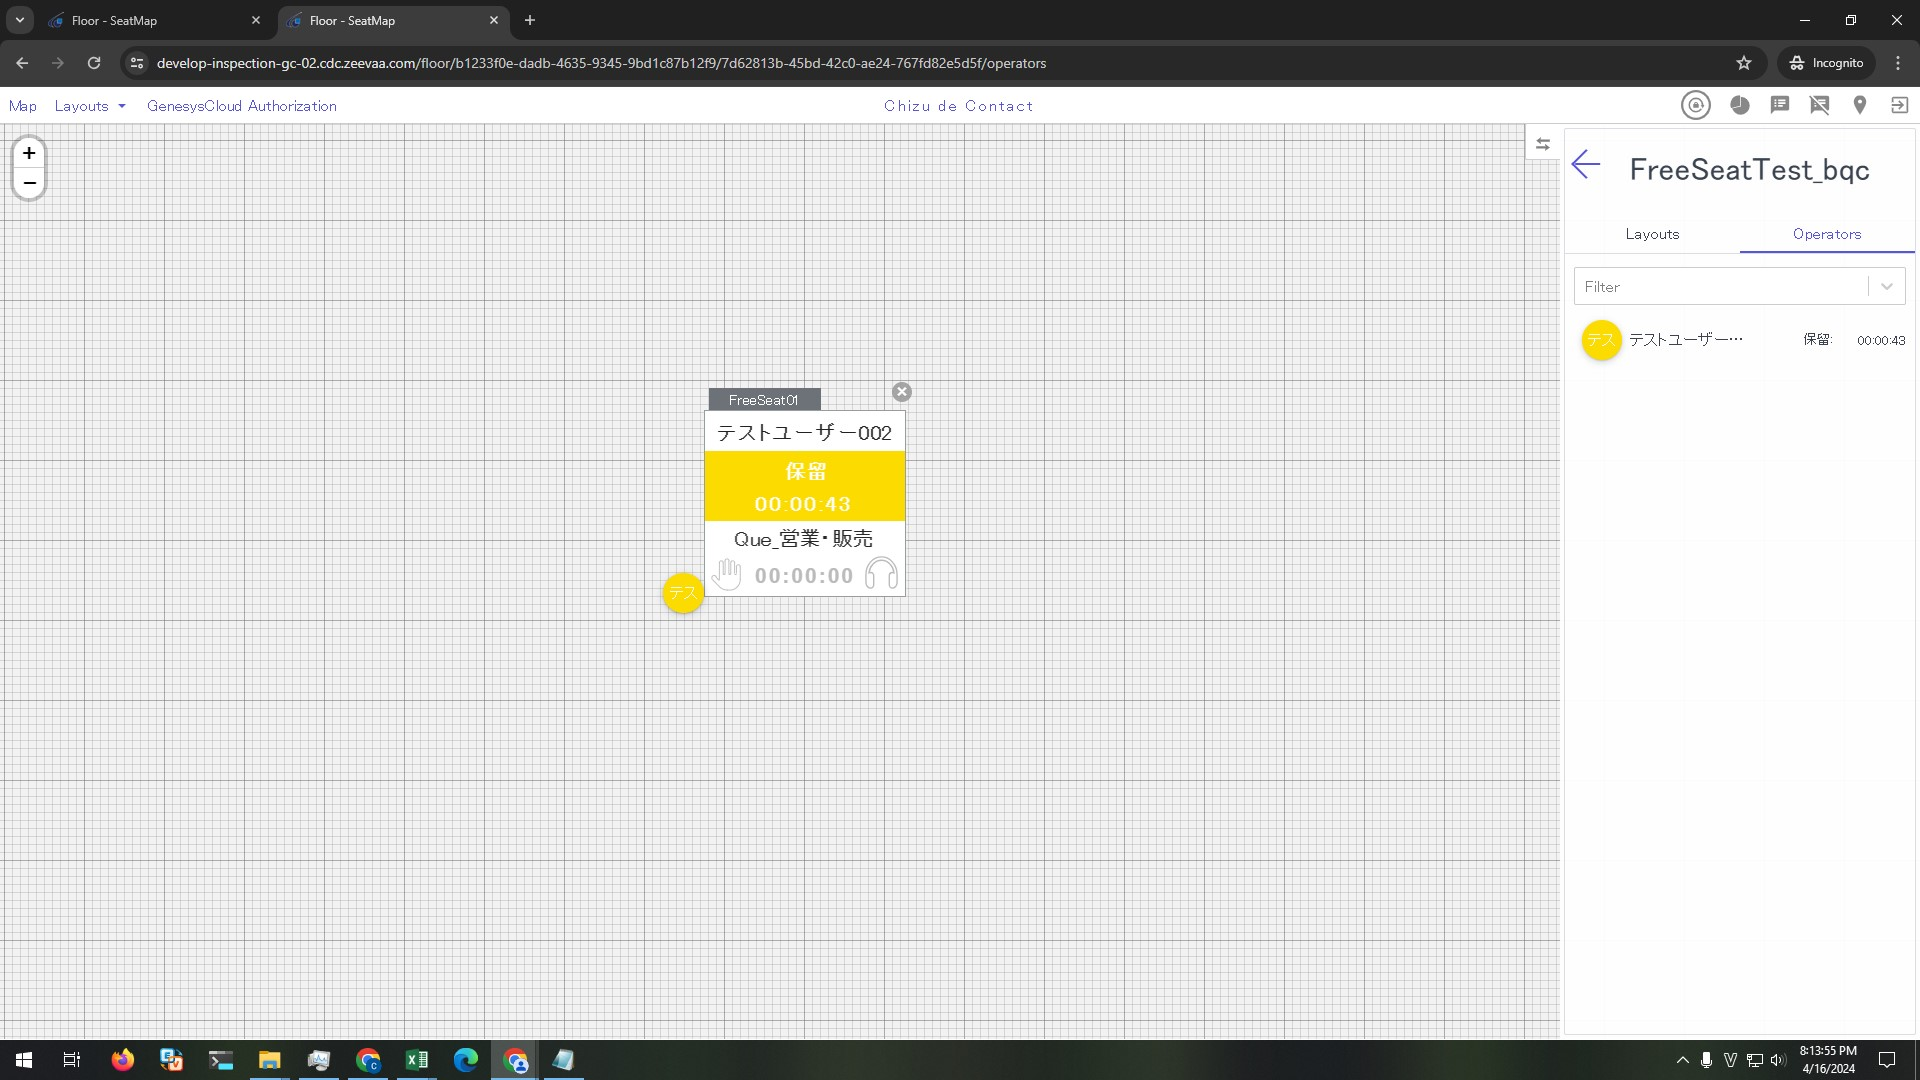 Floor - SeatMap
Floor - SeatMap
develop-inspection-gc-02.cdc.zeevaa.com/floor/b1233f0e-dadb-4635-9345-9bd1c87b12f9/7d62813b-45bd-42c0-ae24-767fd82e5d5f/operators
Incognito
Map Layouts GenesysCloud Authorization
Chizu de Contact
+
−
FreeSeatTest_bqc
Layouts Operators
Filter
テス テストユーザー… 保留: 00:00:43
FreeSeat01
テストユーザー002
保留
00:00:43
Que_営業・販売
00:00:00
テス
8:13:55 PM
4/16/2024